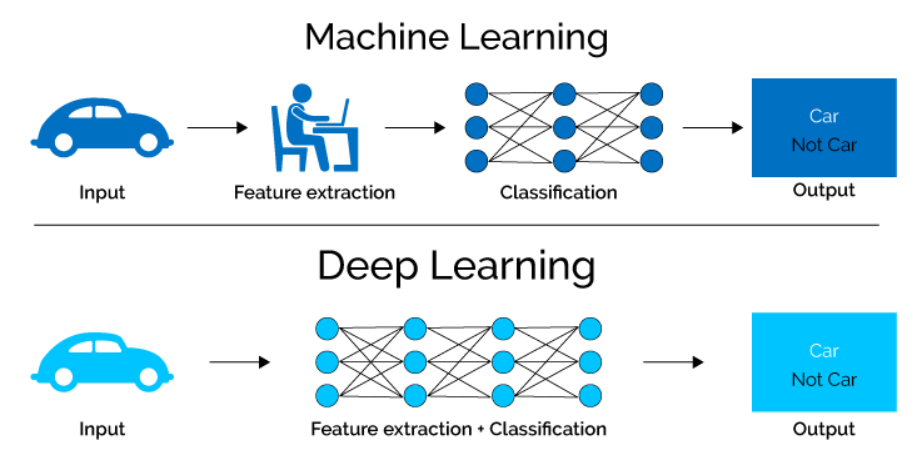 Machine Learning
Car
Not Car
Input
Feature extraction
Classification
Output
Deep Learning
Car
Not Car
Input
Feature extraction + Classification
Output